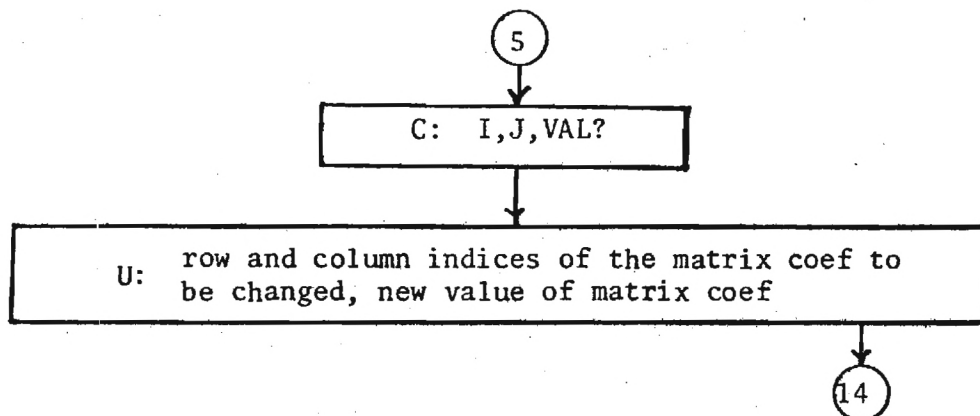 5
C: I,J,VAL?
U: row and column indices of the matrix coef to
be changed, new value of matrix coef
14